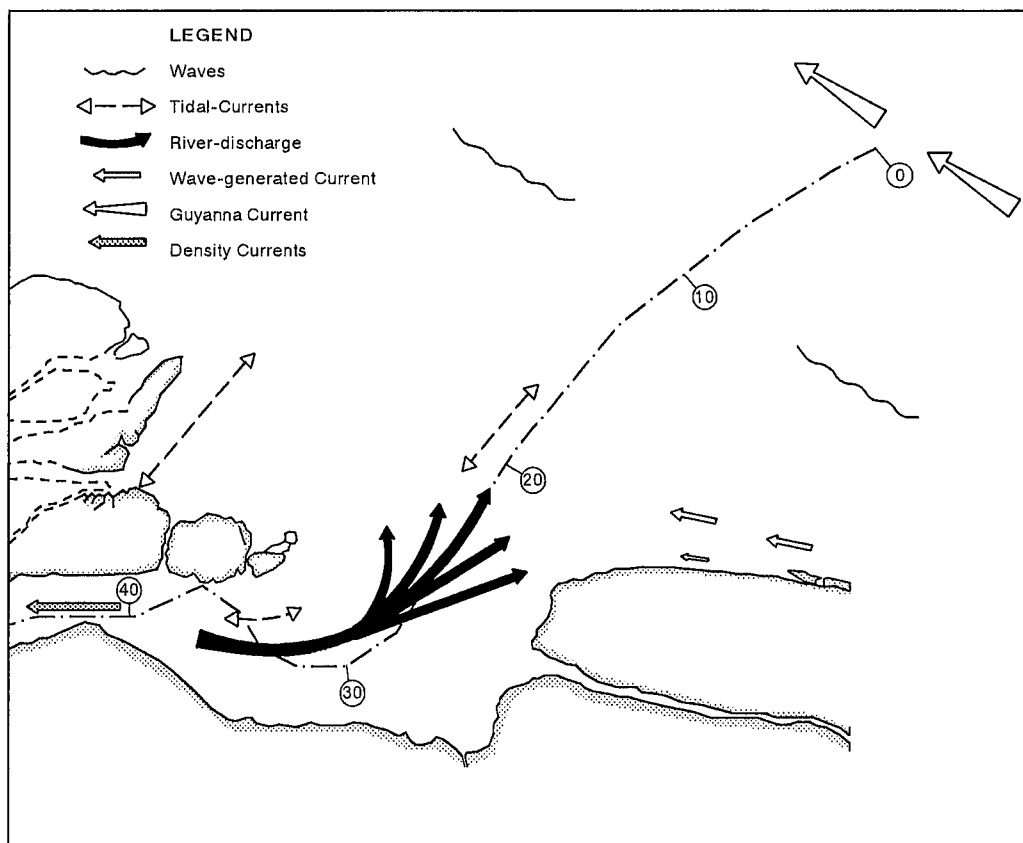 LEGEND
Waves
Tidal-Currents
River-discharge
Wave-generated Current
Guyanna Current
Density Currents
0
10
20
40
30